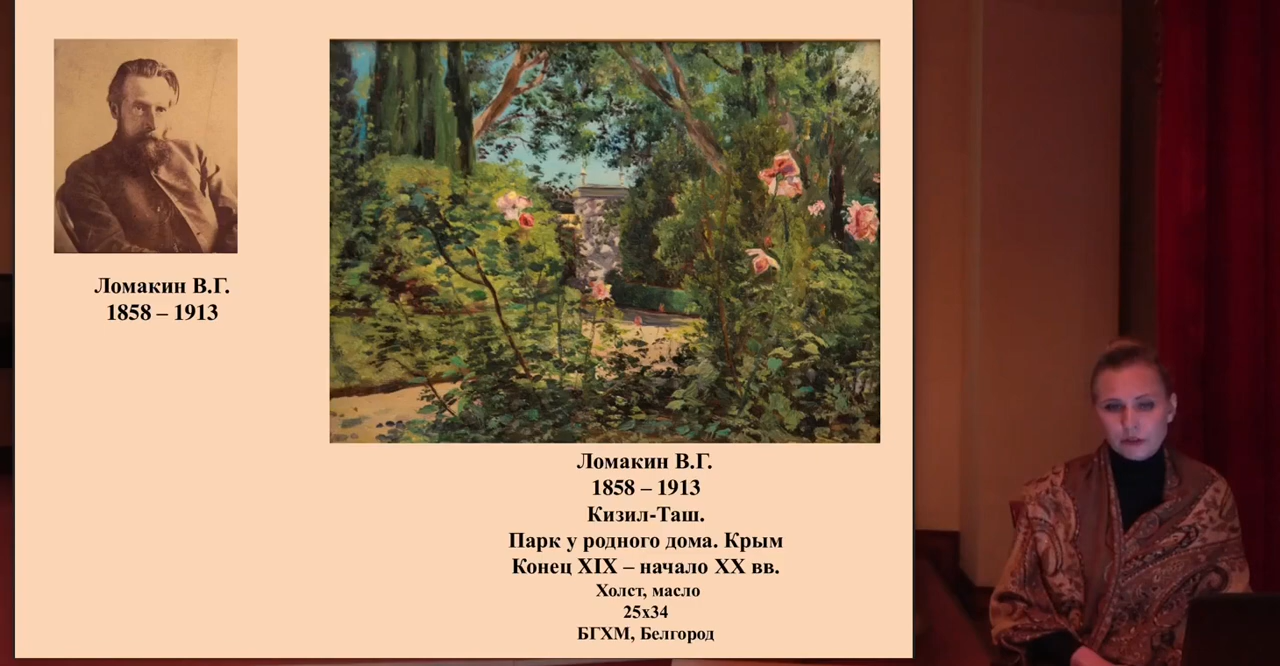 Ломакин В.Г.
1858 – 1913
Ломакин В.Г.
1858 – 1913
Кизил-Таш.
Парк у родного дома. Крым
Конец XIX – начало XX вв.
Холст, масло
25х34
БГХМ, Белгород